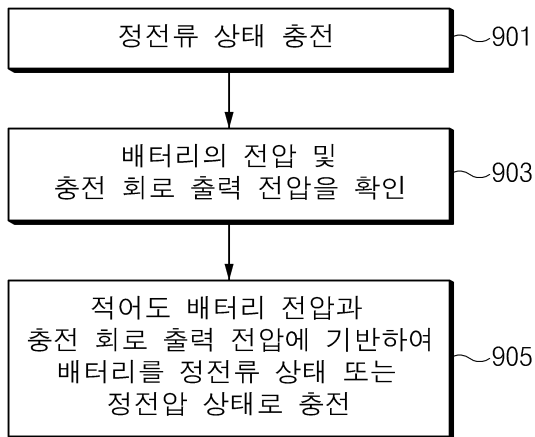 정전류 상태 충전
901
배터리의 전압 및
충전 회로 출력 전압을 확인
903
적어도 배터리 전압과
충전 회로 출력 전압에 기반하여
배터리를 정전류 상태 또는
정전압 상태로 충전
905